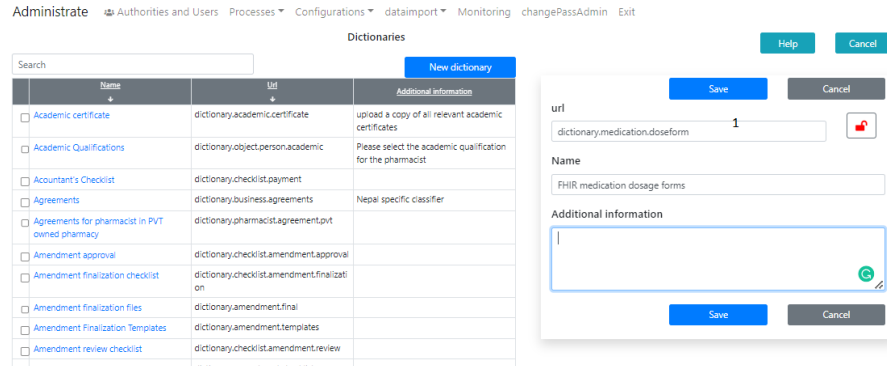 Administrate Authorities and Users Processes Configurations dataimport Monitoring changePassAdmin Exit
Dictionaries
Help Cancel
Search
New dictionary
Name Url Additional information
Academic certificate dictionary.academic.certificate upload a copy of all relevant academic
certificates
Academic Qualifications dictionary.object.person.academic Please select the academic qualification
for the pharmacist
Acountant's Checklist dictionary.checklist.payment
Agreements dictionary.business.agreements Nepal specific classifier
Agreements for pharmacist in PVT dictionary.pharmacist.agreement.pvt
owned pharmacy
Amendment approval dictionary.checklist.amendment.approval
Amendment finalization checklist dictionary.checklist.amendment.finalizati
on
Amendment finalization files dictionary.amendment.final
Amendment Finalization Templates dictionary.amendment.templates
Amendment review checklist dictionary.checklist.amendment.review
Save Cancel
url
1
dictionary.medication.doseform
Name
FHIR medication dosage forms
Additional information
Save Cancel